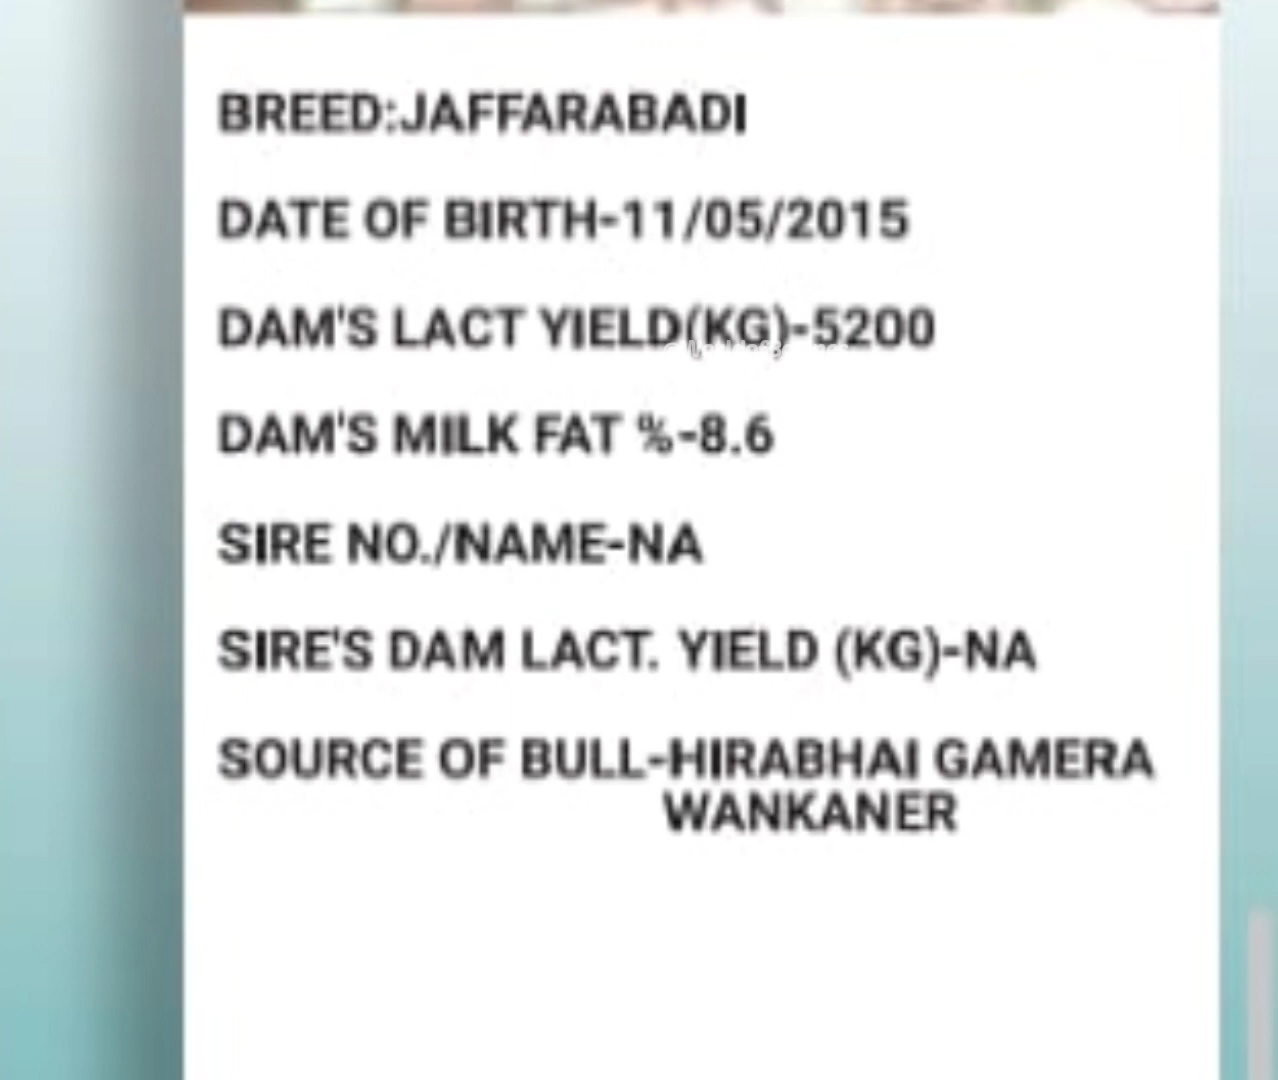 BREED:JAFFARABADI
DATE OF BIRTH-11/05/2015
DAM'S LACT YIELD(KG)-5200
DAM'S MILK FAT %-8.6
SIRE NO./NAME-NA
SIRE'S DAM LACT. YIELD (KG)-NA
SOURCE OF BULL-HIRABHAI GAMERA
WANKANER